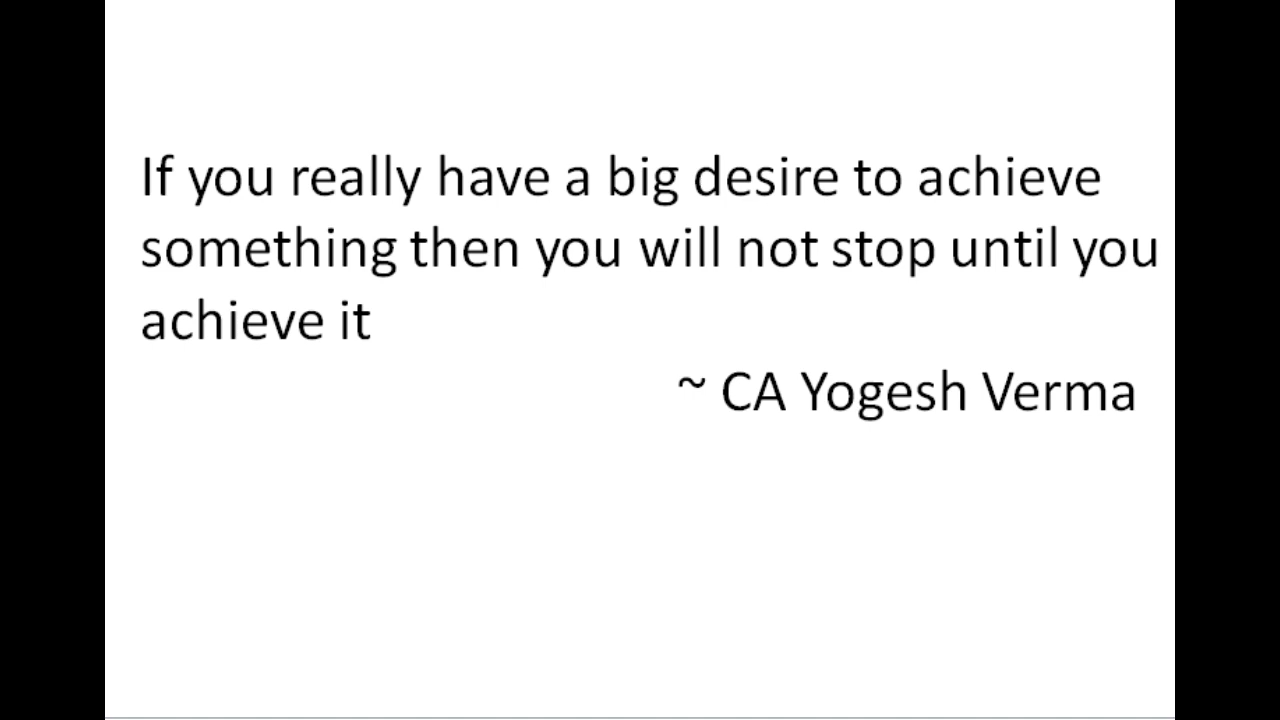 If you really have a big desire to achieve
something then you will not stop until you
achieve it
~ CA Yogesh Verma